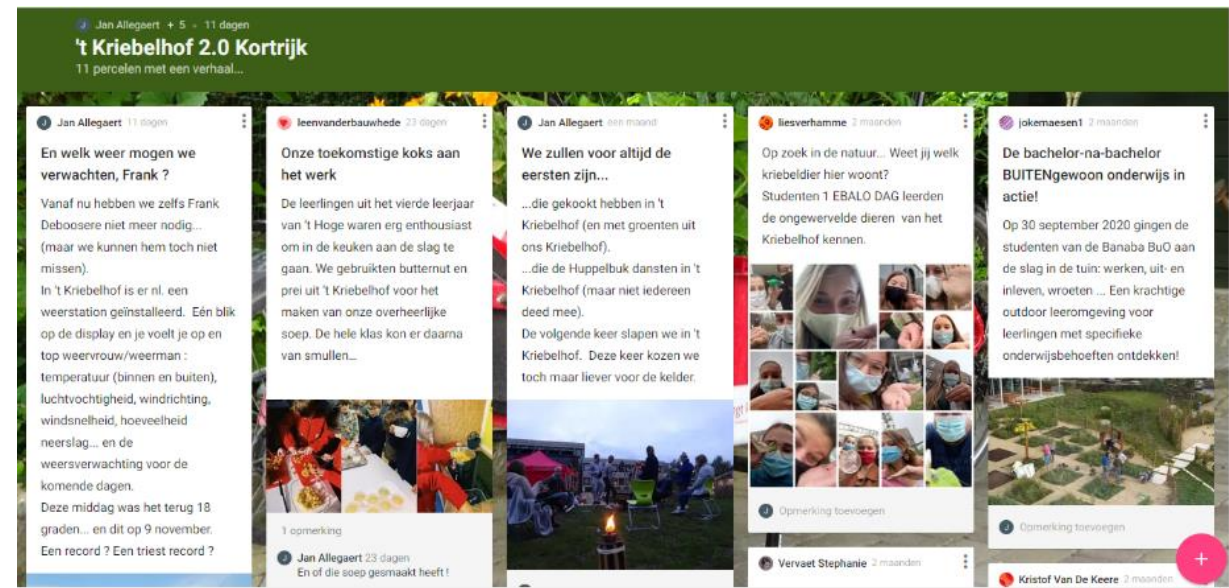 Jan Allegaert + 5 • 11 dagen
't Kriebelhof 2.0 Kortrijk
11 percelen met een verhaal...
Jan Allegaert 11 dagen
En welk weer mogen we
verwachten, Frank ?
Vanaf nu hebben we zelfs Frank
Deboosere niet meer nodig...
(maar we kunnen hem toch niet
missen).
In 't Kriebelhof is er nl. een
weerstation geïnstalleerd. Eén blik
op de display en je voelt je op en
top weervrouw/weerman :
temperatuur (binnen en buiten),
luchtvochtigheid, windrichting,
windsnelheid, hoeveelheid
neerslag... en de
weersverwachting voor de
komende dagen.
Deze middag was het terug 18
graden... en dit op 9 november.
Een record ? Een triest record ?
leenvanderbauwhede 23 dagen
Onze toekomstige koks aan
het werk
De leerlingen uit het vierde leerjaar
van 't Hoge waren erg enthousiast
om in de keuken aan de slag te
gaan. We gebruikten butternut en
prei uit 't Kriebelhof voor het
maken van onze overheerlijke
soep. De hele klas kon er daarna
van smullen...
1 opmerking
Jan Allegaert 23 dagen
En of die soep gesmaakt heeft !
Jan Allegaert een maand
We zullen voor altijd de
eersten zijn...
...die gekookt hebben in 't
Kriebelhof (en met groenten uit
ons Kriebelhof).
...die de Huppelbuk dansten in 't
Kriebelhof (maar niet iedereen
deed mee).
De volgende keer slapen we in 't
Kriebelhof. Deze keer kozen we
toch maar liever voor de kelder.
liesverhamme 2 maanden
Op zoek in de natuur... Weet jij welk
kriebeldier hier woont?
Studenten 1 EBALO DAG leerden
de ongewervelde dieren van het
Kriebelhof kennen.
Opmerking toevoegen
Vervaet Stephanie 2 maanden
jokemaesen1 2 maanden
De bachelor-na-bachelor
BUITENgewoon onderwijs in
actie!
Op 30 september 2020 gingen de
studenten van de Banaba BuO aan
de slag in de tuin: werken, uit- en
inleven, wroeten ... Een krachtige
outdoor leeromgeving voor
leerlingen met specifieke
onderwijsbehoeften ontdekken!
Opmerking toevoegen
Kristof Van De Keere 2 maanden